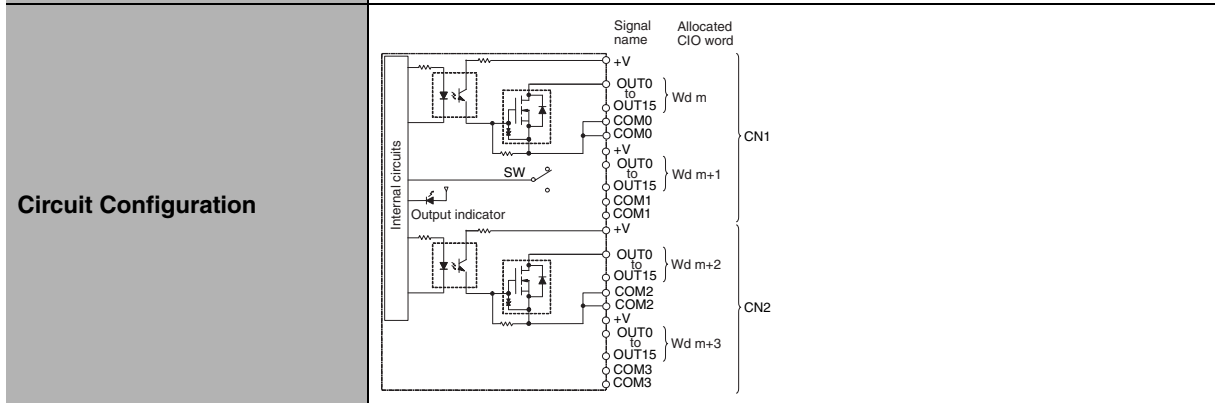 Circuit Configuration
Signal name
Allocated CIO word
Internal circuits
SW
Output indicator
+V
OUT0
to
OUT15
Wd m
COM0
COM0
+V
OUT0
to
OUT15
Wd m+1
COM1
COM1
CN1
+V
OUT0
to
OUT15
Wd m+2
COM2
COM2
+V
OUT0
to
OUT15
Wd m+3
COM3
COM3
CN2